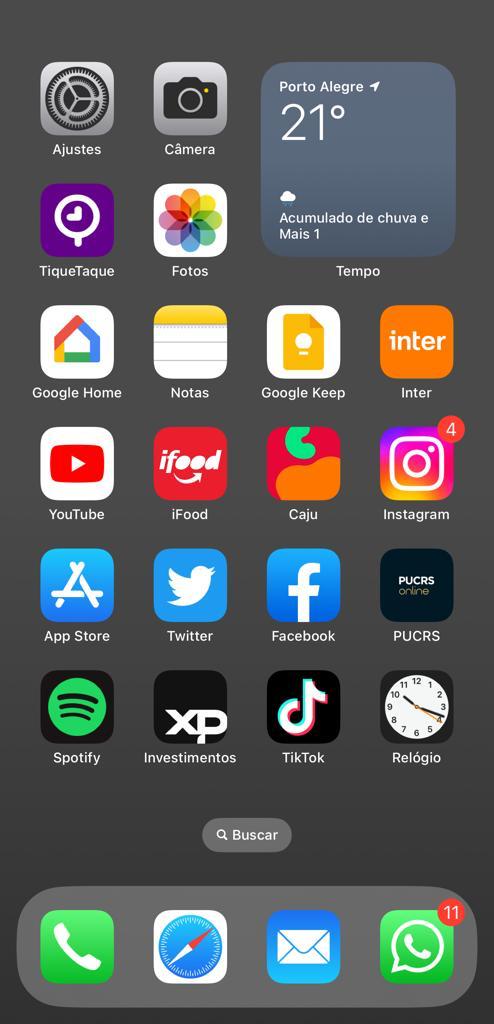 Ajustes
Câmera
Porto Alegre
21°
Acumulado de chuva e
Mais 1
Tempo
TiqueTaque
Fotos
Google Home
Notas
Google Keep
inter
Inter
YouTube
ifood
iFood
Caju
4
Instagram
App Store
Twitter
Facebook
PUCRS
online
PUCRS
Spotify
xp
Investimentos
TikTok
12
1
2
3
4
5
6
7
8
9
10
11
Relógio
Buscar
11